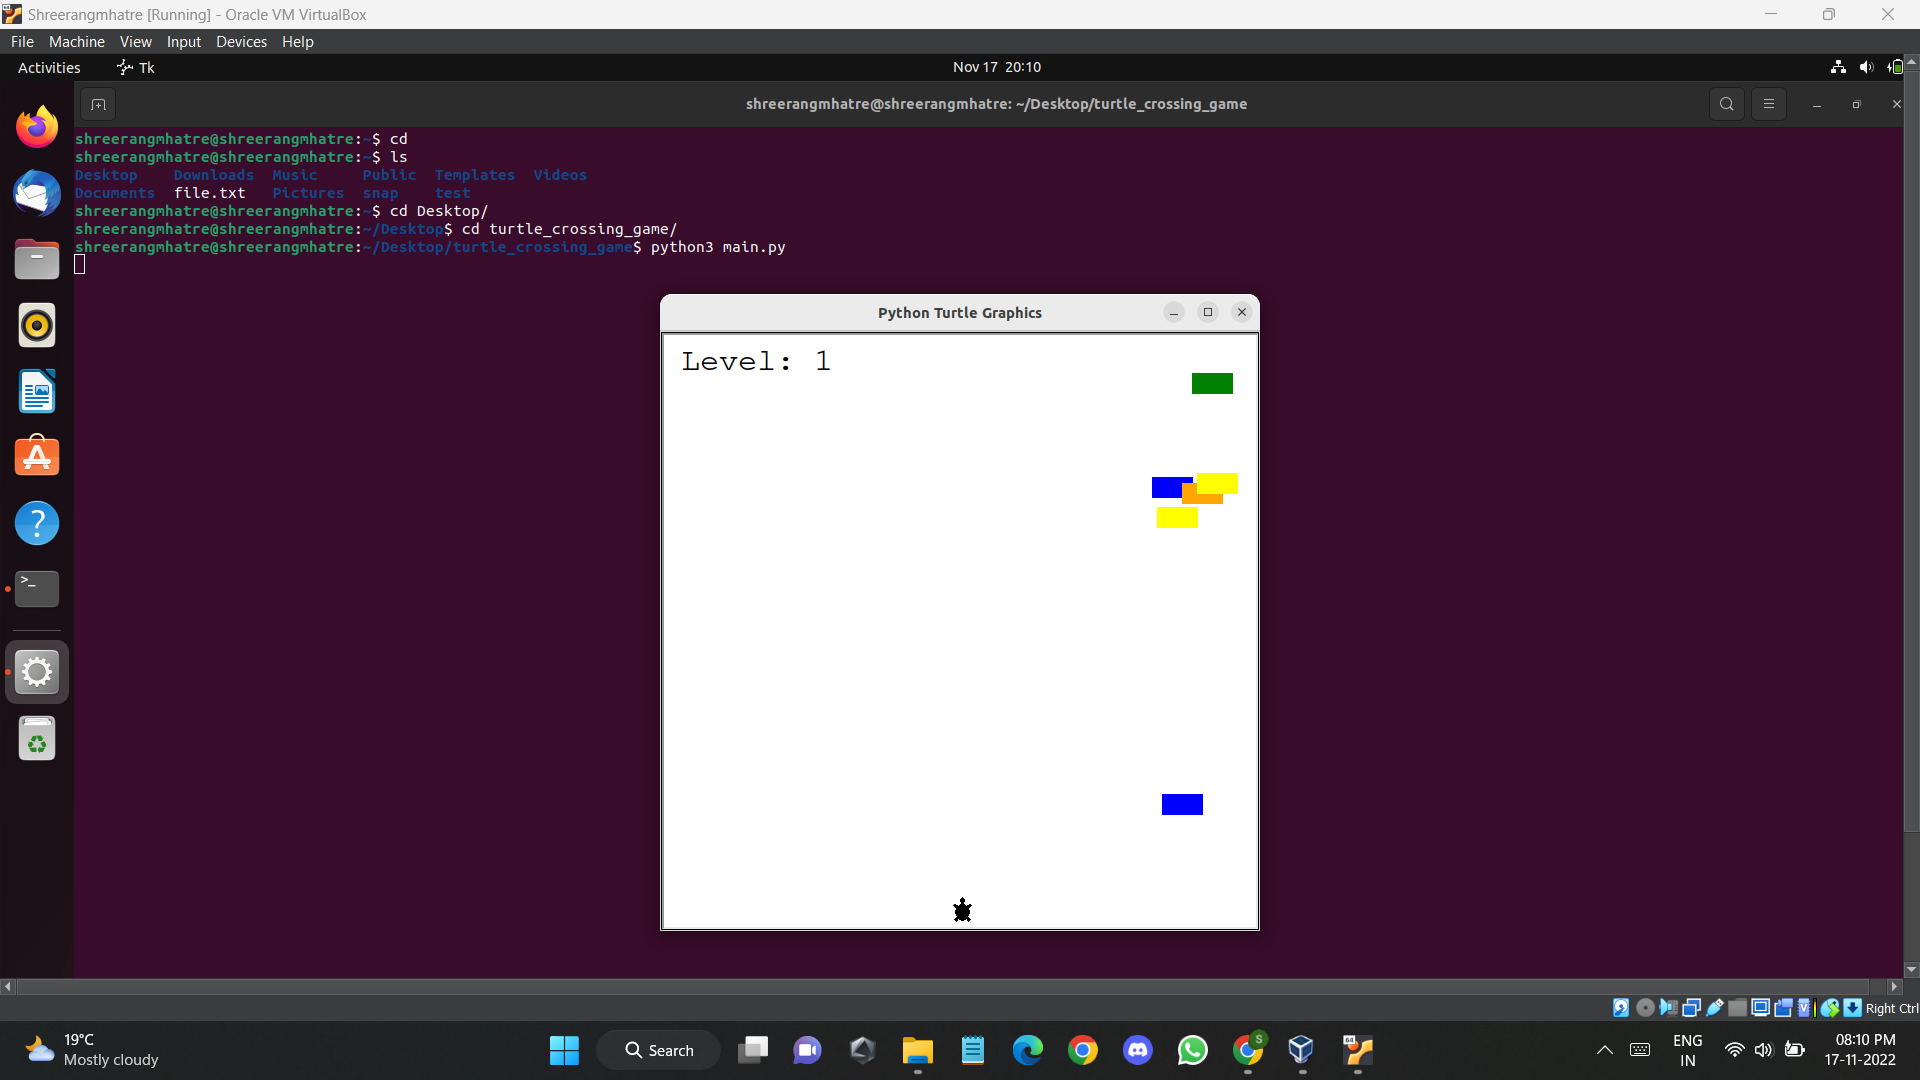 Shreerangmhatre [Running] - Oracle VM VirtualBox
File Machine View Input Devices Help
Activities Tk Nov 17 20:10
shreerangmhatre@shreerangmhatre: ~/Desktop/turtle_crossing_game
shreerangmhatre@shreerangmhatre:~$ cd
shreerangmhatre@shreerangmhatre:~$ ls
Desktop Downloads Music Public Templates Videos
Documents file.txt Pictures snap test
shreerangmhatre@shreerangmhatre:~$ cd Desktop/
shreerangmhatre@shreerangmhatre:~/Desktop$ cd turtle_crossing_game/
shreerangmhatre@shreerangmhatre:~/Desktop/turtle_crossing_game$ python3 main.py
Python Turtle Graphics
Level: 1
Right Ctrl
19°C
Mostly cloudy
Search
S
64
ENG
IN
08:10 PM
17-11-2022